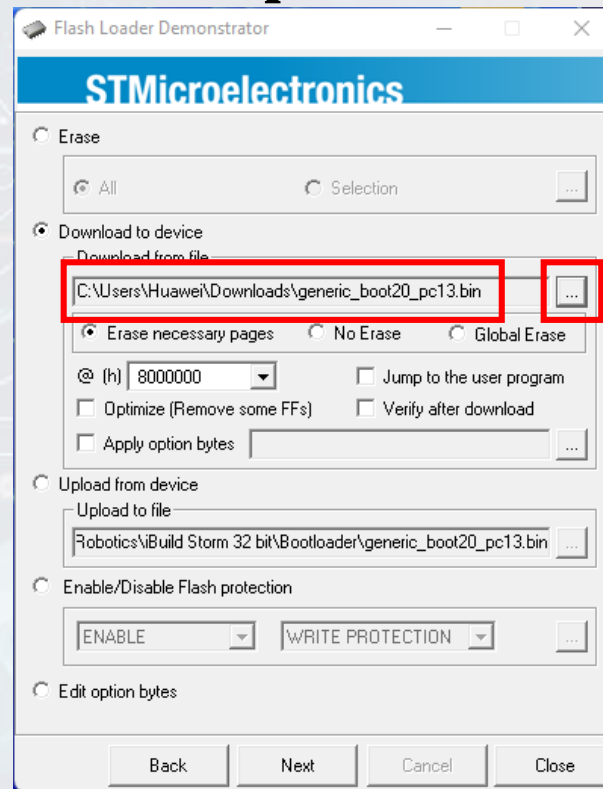 Flash Loader Demonstrator
STMicroelectronics
Erase
All Selection ...
Download to device
Download from file
C:\Users\Huawei\Downloads\generic_boot20_pc13.bin ...
Erase necessary pages No Erase Global Erase
@ (h) 8000000 Jump to the user program
Optimize (Remove some FFs) Verify after download
Apply option bytes ...
Upload from device
Upload to file
Robotics\iBuild Storm 32 bit\Bootloader\generic_boot20_pc13.bin ...
Enable/Disable Flash protection
ENABLE WRITE PROTECTION ...
Edit option bytes
Back Next Cancel Close